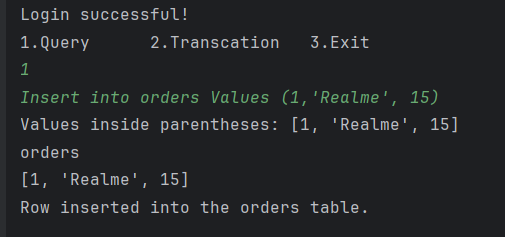 Login successful!
1.Query 2.Transcation 3.Exit
1
Insert into orders Values (1,'Realme', 15)
Values inside parentheses: [1, 'Realme', 15]
orders
[1, 'Realme', 15]
Row inserted into the orders table.